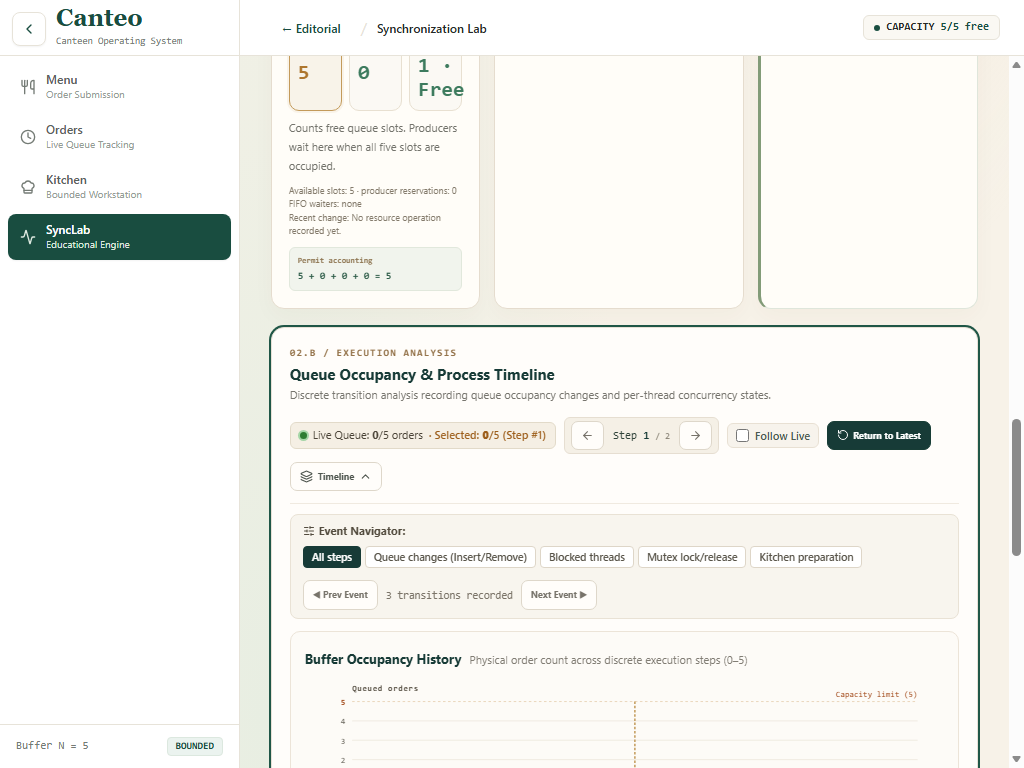 Canteo
Canteen Operating System
← Editorial / Synchronization Lab
CAPACITY 5/5 free
Menu
Order Submission
Orders
Live Queue Tracking
Kitchen
Bounded Workstation
SyncLab
Educational Engine
Buffer N = 5
BOUNDED
5
0
1 ·
Free
Counts free queue slots. Producers
wait here when all five slots are
occupied.
Available slots: 5 · producer reservations: 0
FIFO waiters: none
Recent change: No resource operation
recorded yet.
Permit accounting
5 + 0 + 0 + 0 = 5
02.B / EXECUTION ANALYSIS
Queue Occupancy & Process Timeline
Discrete transition analysis recording queue occupancy changes and per-thread concurrency states.
Live Queue: 0/5 orders · Selected: 0/5 (Step #1)
← Step 1 / 2 →
Follow Live
Return to Latest
Timeline
Event Navigator:
All steps
Queue changes (Insert/Remove)
Blocked threads
Mutex lock/release
Kitchen preparation
◀ Prev Event
3 transitions recorded
Next Event ▶
Buffer Occupancy History
Physical order count across discrete execution steps (0–5)
Queued orders
Capacity limit (5)
5
4
3
2